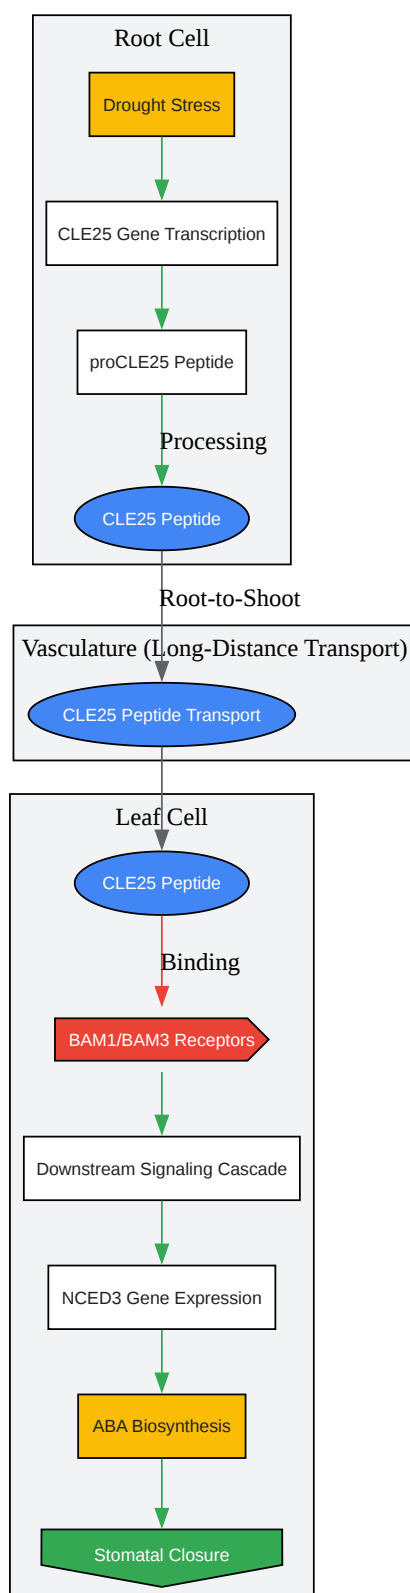 Root Cell
Drought Stress
CLE25 Gene Transcription
proCLE25 Peptide
Processing
CLE25 Peptide
Root-to-Shoot
Vasculature (Long-Distance Transport)
CLE25 Peptide Transport
Leaf Cell
CLE25 Peptide
Binding
BAM1/BAM3 Receptors
Downstream Signaling Cascade
NCED3 Gene Expression
ABA Biosynthesis
Stomatal Closure